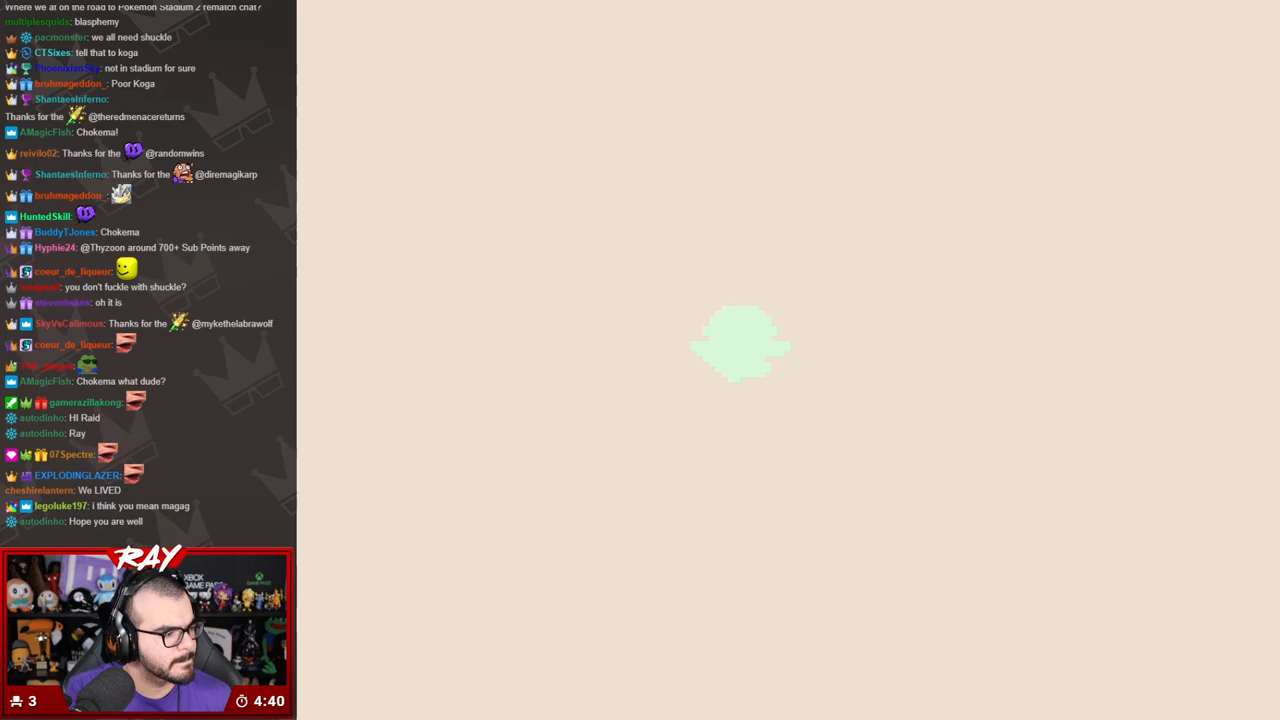 Where we at on the road to Pokemon Stadium 2 rematch chat?
multiplesquids: blasphemy
pacmonster: we all need shuckle
CTSixes: tell that to koga
PhoenixianSky: not in stadium for sure
bruhmageddon_: Poor Koga
ShantaesInferno:
Thanks for the @theredmenacereturns
AMagicFish: Chokema!
reivilo02: Thanks for the @randomwins
ShantaesInferno: Thanks for the @diremagikarp
bruhmageddon_:
HuntedSkill:
BuddyTJones: Chokema
Hyphie24: @Thyzoon around 700+ Sub Points away
coeur_de_liqueur:
you don't fuckle with shuckle?
oh it is
SkyVsCalimous: Thanks for the @mykethelabrawolf
coeur_de_liqueur:
AMagicFish: Chokema what dude?
gamerazillakong:
autodinho: HI Raid
autodinho: Ray
07Spectre:
EXPLODINGLAZER:
cheshirelantern: We LIVED
legoluke197: i think you mean magag
autodinho: Hope you are well
RAY
XBOX
GAME PASS
GAME PASS
3
4:40